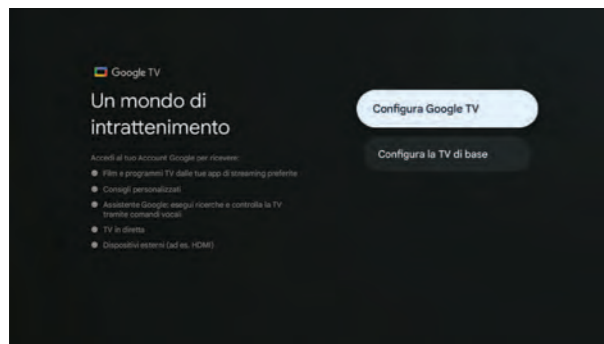 Google TV
Un mondo di
intrattenimento
Accedi al tuo Account Google per ricevere:
Film e programmi TV dalle tue app di streaming preferite
Consigli personalizzati
Assistente Google: esegui ricerche e controlla la TV
tramite comandi vocali
TV in diretta
Dispositivi esterni (ad es. HDMI)
Configura Google TV
Configura la TV di base